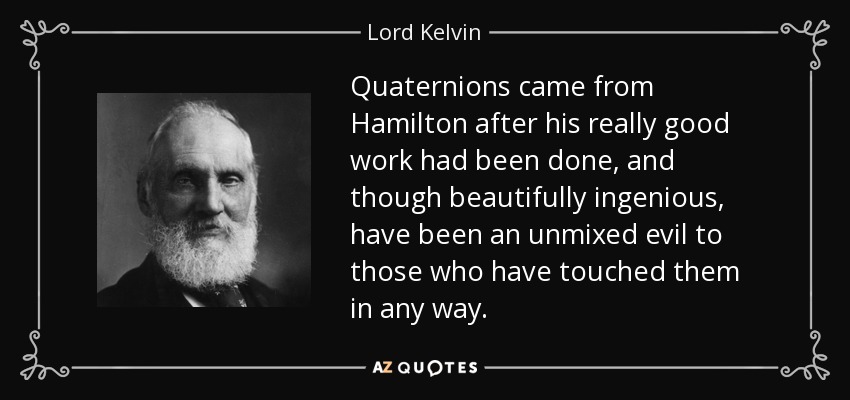 Lord Kelvin
Quaternions came from
Hamilton after his really good
work had been done, and
though beautifully ingenious,
have been an unmixed evil to
those who have touched them
in any way.
AZ QUOTES